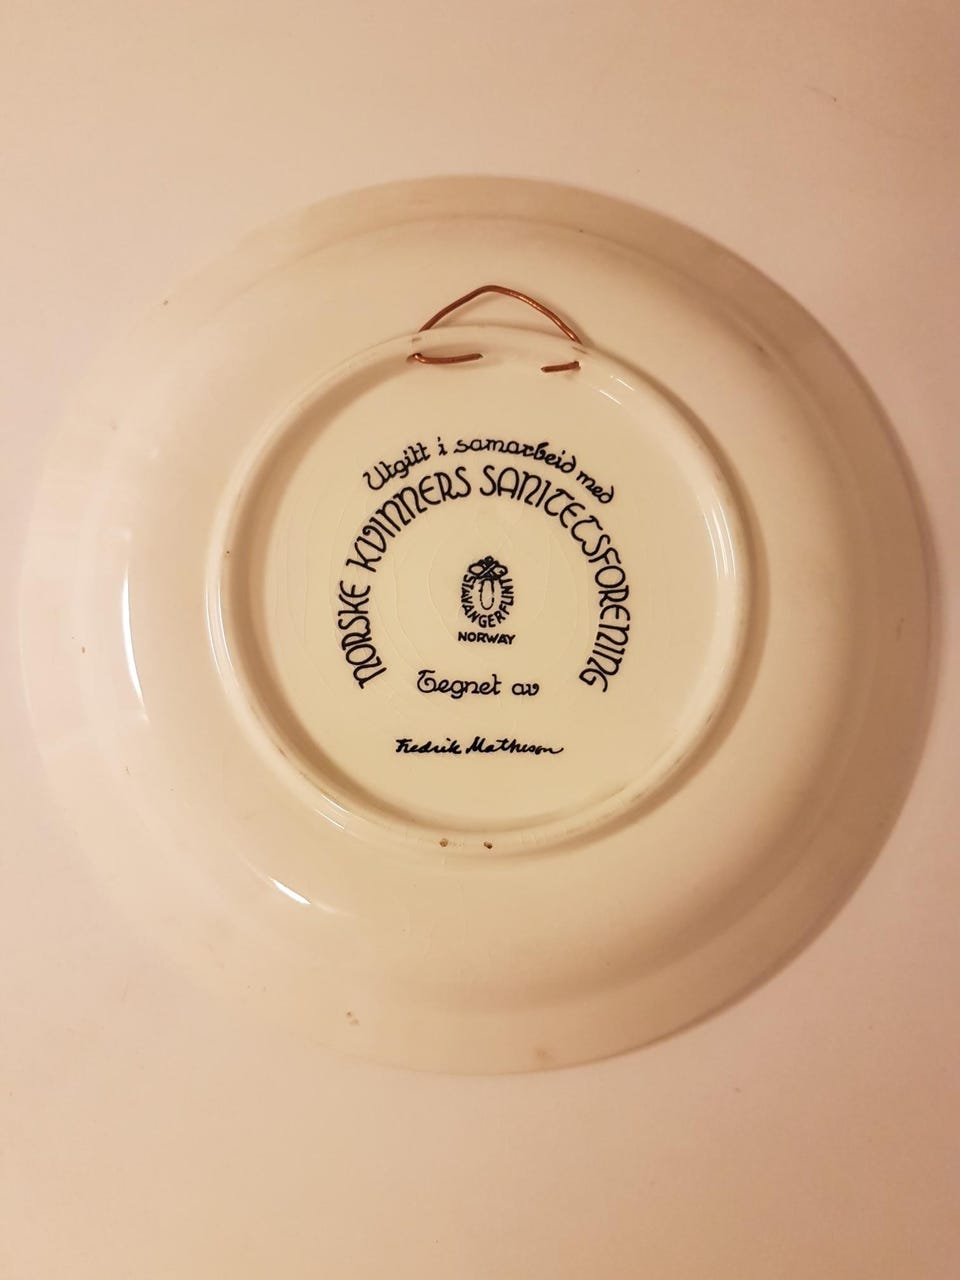 Utgitt i samarbeid med
NORSKE KVINNERS SANITETSFORENING
STAVANGERFLINT
NORWAY
Tegnet av
Fredrik Matheson